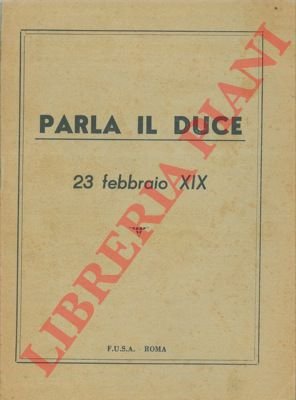 PARLA IL DUCE
23 febbraio XIX
F.U.S.A. - ROMA
LIBRERIA PIANI